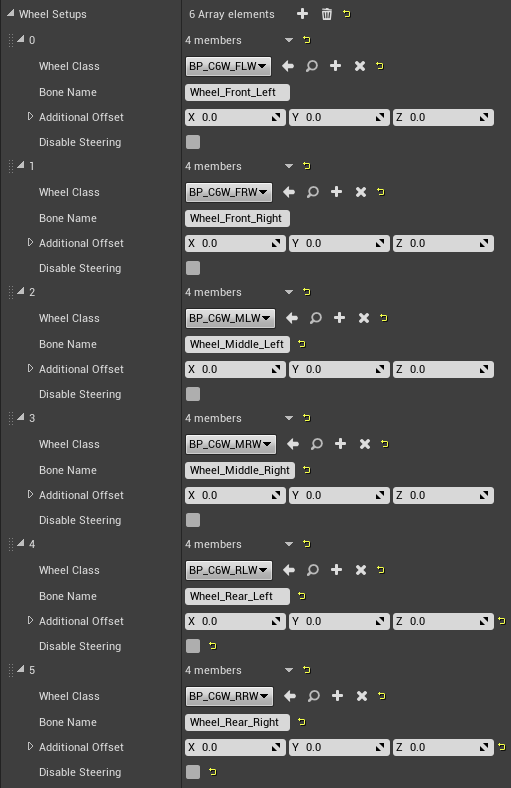 Wheel Setups 6 Array elements
0 4 members
Wheel Class BP_C6W_FLW
Bone Name Wheel_Front_Left
Additional Offset X 0.0 Y 0.0 Z 0.0
Disable Steering
1 4 members
Wheel Class BP_C6W_FRW
Bone Name Wheel_Front_Right
Additional Offset X 0.0 Y 0.0 Z 0.0
Disable Steering
2 4 members
Wheel Class BP_C6W_MLW
Bone Name Wheel_Middle_Left
Additional Offset X 0.0 Y 0.0 Z 0.0
Disable Steering
3 4 members
Wheel Class BP_C6W_MRW
Bone Name Wheel_Middle_Right
Additional Offset X 0.0 Y 0.0 Z 0.0
Disable Steering
4 4 members
Wheel Class BP_C6W_RLW
Bone Name Wheel_Rear_Left
Additional Offset X 0.0 Y 0.0 Z 0.0
Disable Steering
5 4 members
Wheel Class BP_C6W_RRW
Bone Name Wheel_Rear_Right
Additional Offset X 0.0 Y 0.0 Z 0.0
Disable Steering